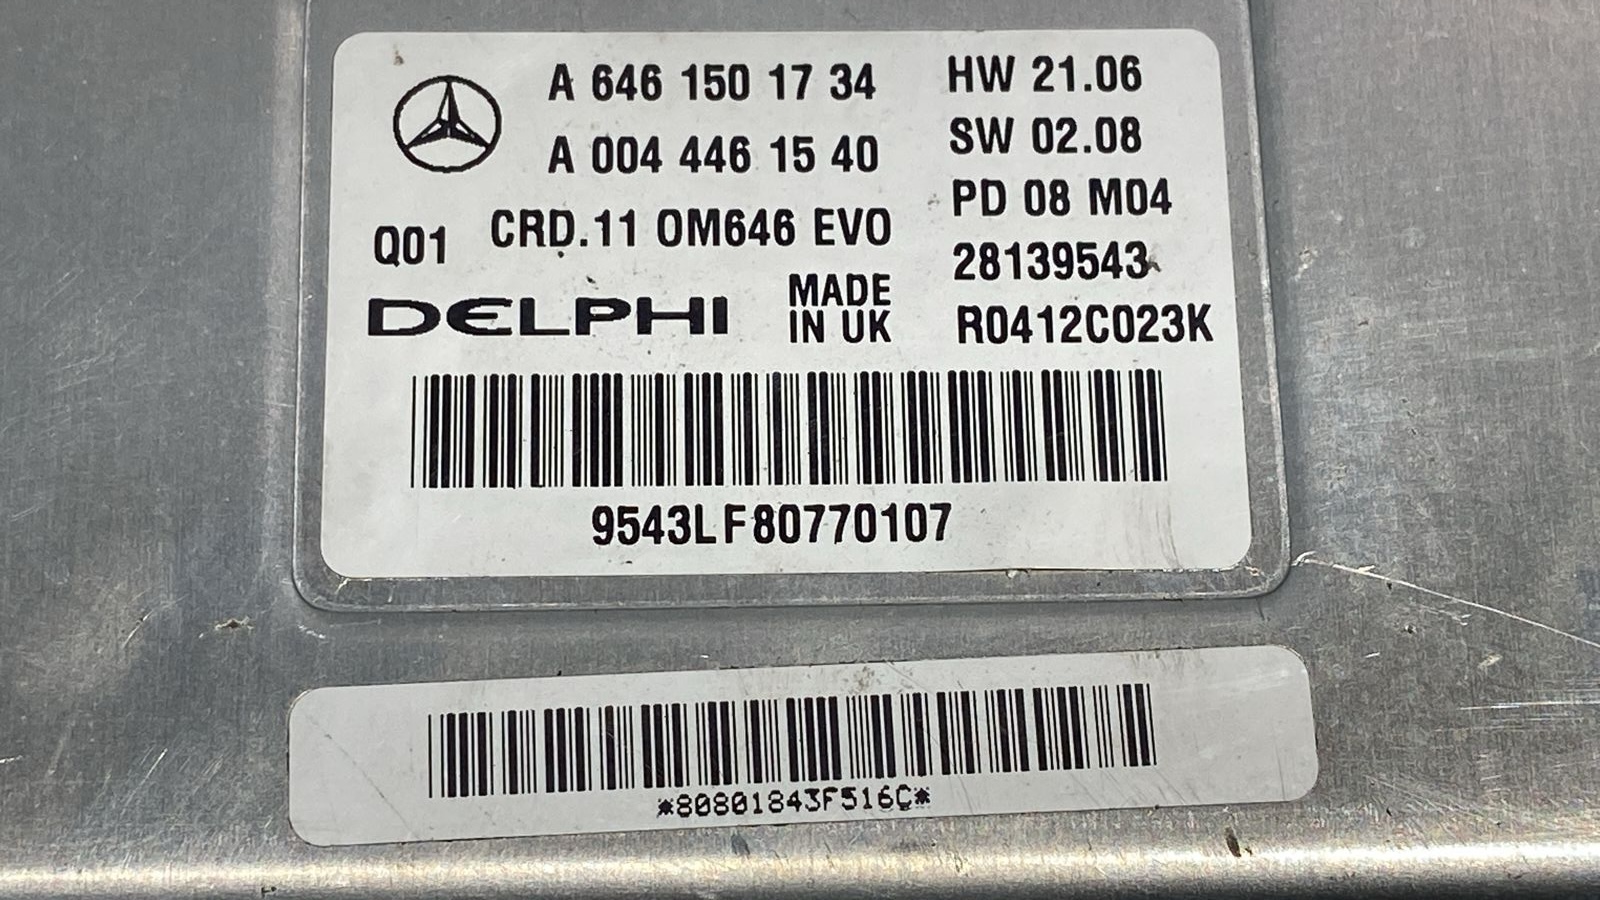 A 646 150 17 34
A 004 446 15 40
Q01 CRD.11 OM646 EVO
DELPHI
MADE
IN UK
HW 21.06
SW 02.08
PD 08 M04
28139543
R0412C023K
9543LF80770107
*80801843F516C*